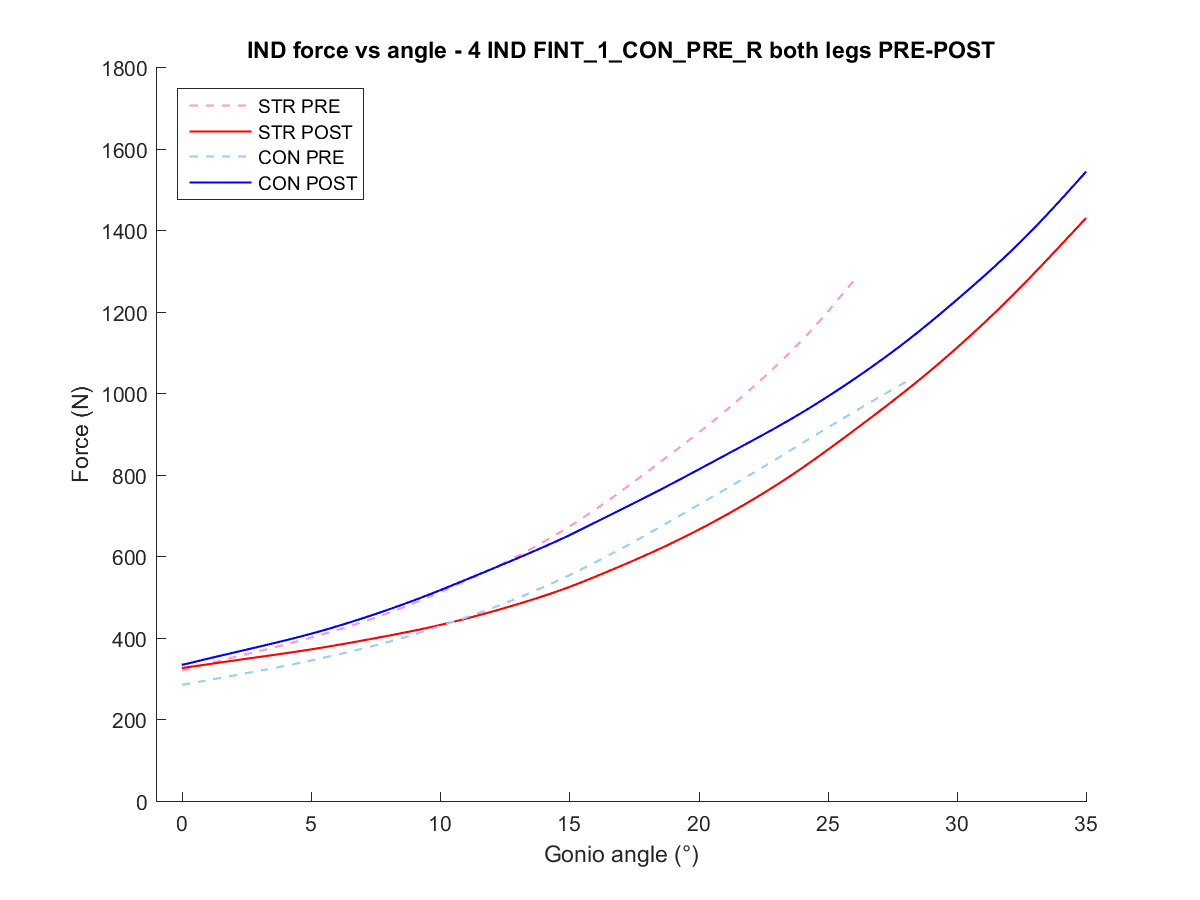 IND force vs angle - 4 IND FINT_1_CON_PRE_R both legs PRE-POST
1800
1600
1400
1200
1000
800
600
400
200
0
Force (N)
STR PRE
STR POST
CON PRE
CON POST
0 5 10 15 20 25 30 35
Gonio angle (°)